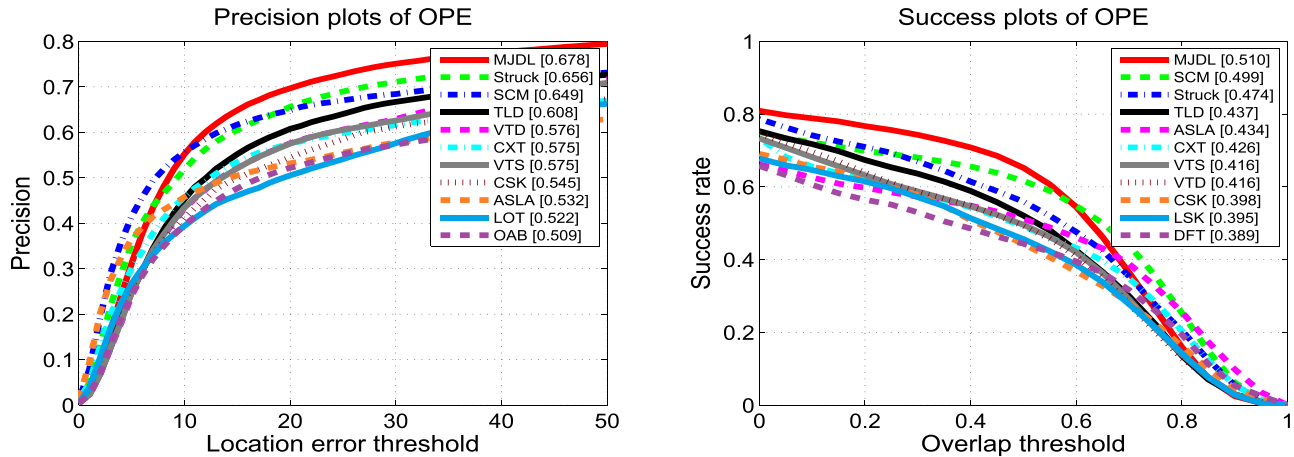 Precision plots of OPE
0.8
0.7
0.6
0.5
0.4
0.3
0.2
0.1
0
Precision
MJDL [0.678]
Struck [0.656]
SCM [0.649]
TLD [0.608]
VTD [0.576]
CXT [0.575]
VTS [0.575]
CSK [0.545]
ASLA [0.532]
LOT [0.522]
OAB [0.509]
0 10 20 30 40 50
Location error threshold
Success plots of OPE
1
0.8
0.6
0.4
0.2
0
Success rate
MJDL [0.510]
SCM [0.499]
Struck [0.474]
TLD [0.437]
ASLA [0.434]
CXT [0.426]
VTS [0.416]
VTD [0.416]
CSK [0.398]
LSK [0.395]
DFT [0.389]
0 0.2 0.4 0.6 0.8 1
Overlap threshold